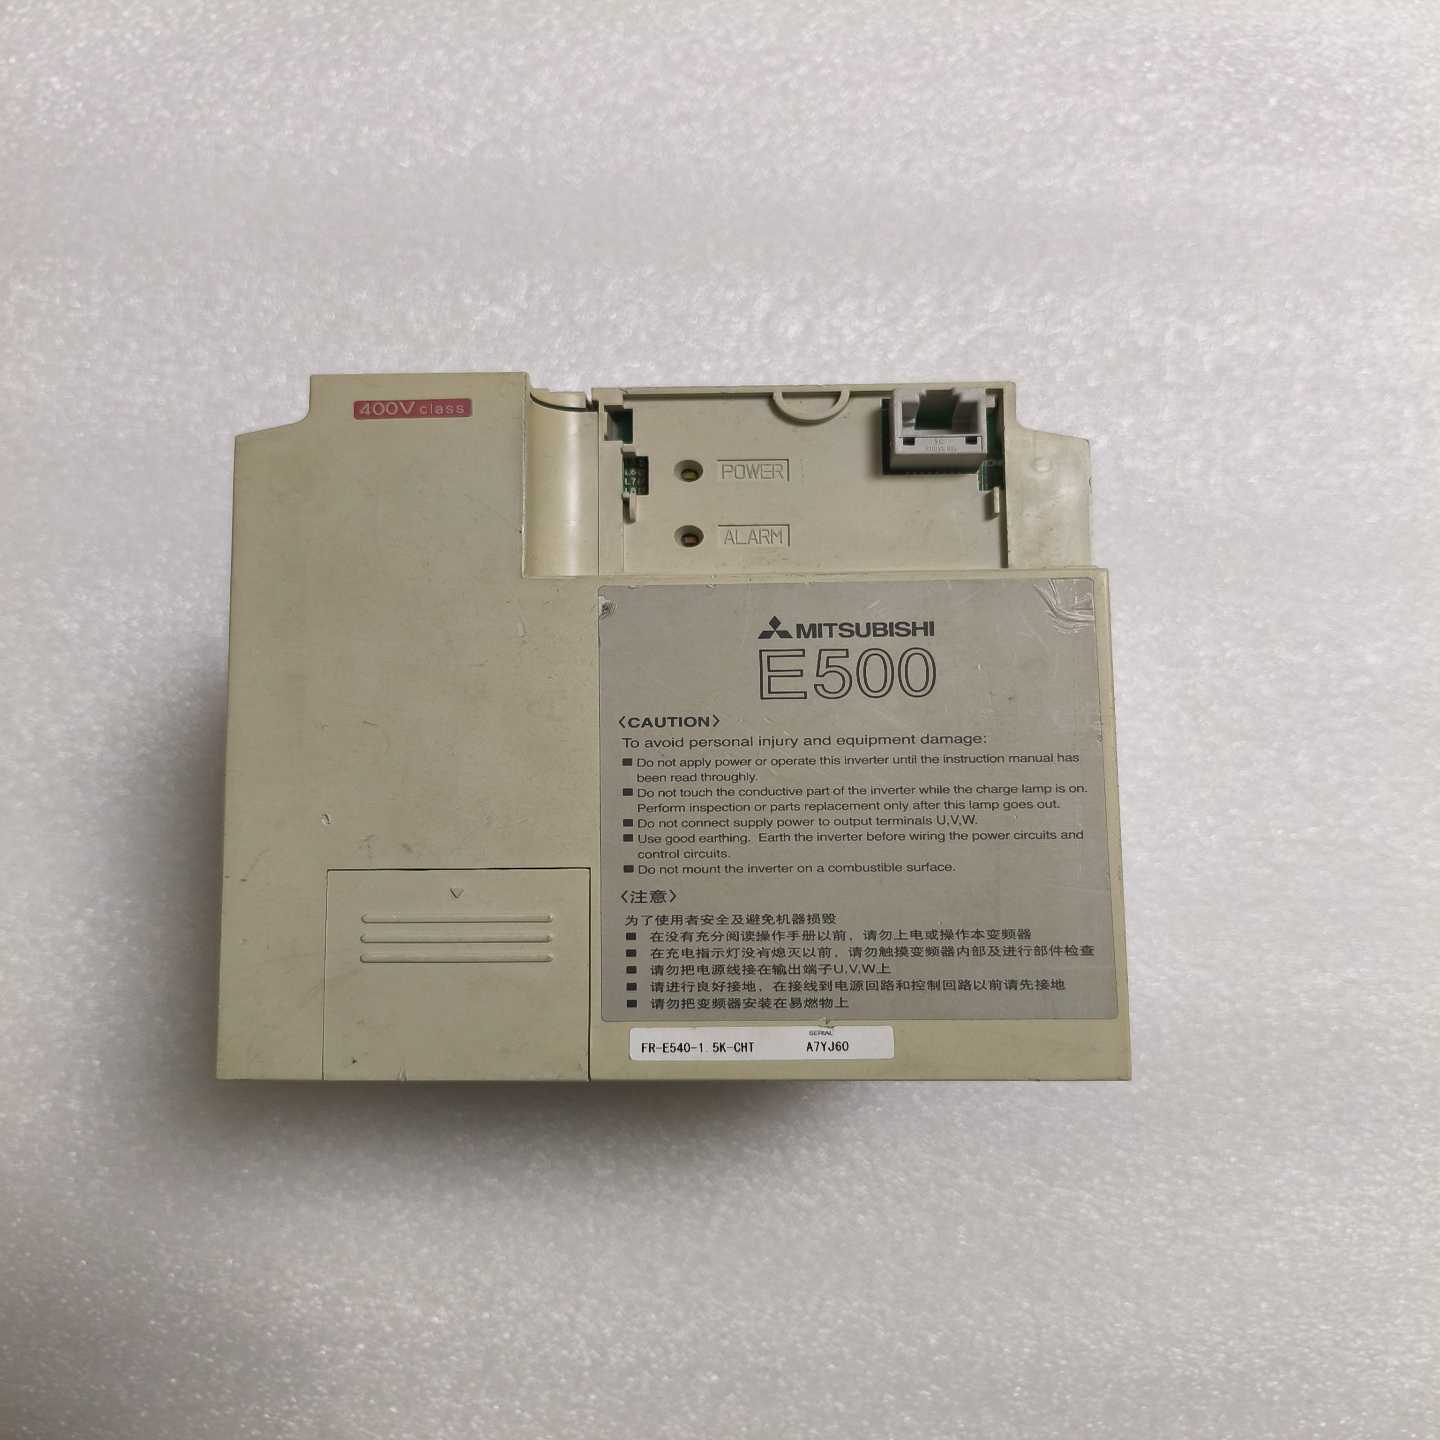 400V class
L6
L7
POWER
ALARM
MITSUBISHI
E500
〈CAUTION〉
To avoid personal injury and equipment damage:
■ Do not apply power or operate this inverter until the instruction manual has
been read throughly.
■ Do not touch the conductive part of the inverter while the charge lamp is on.
Perform inspection or parts replacement only after this lamp goes out.
■ Do not connect supply power to output terminals U,V,W.
■ Use good earthing. Earth the inverter before wiring the power circuits and
control circuits.
■ Do not mount the inverter on a combustible surface.
〈注意〉
为了使用者安全及避免机器损毁
■ 在没有充分阅读操作手册以前，请勿上电或操作本变频器
■ 在充电指示灯没有熄灭以前，请勿触摸变频器内部及进行部件检查
■ 请勿把电源线接在输出端子U,V,W上
■ 请进行良好接地，在接线到电源回路和控制回路以前请先接地
■ 请勿把变频器安装在易燃物上
SERIAL
FR-E540-1.5K-CHT A7YJ60